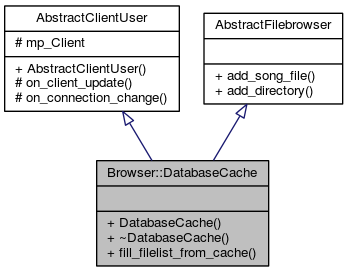 AbstractClientUser
# mp_Client
+ AbstractClientUser()
# on_client_update()
# on_connection_change()
AbstractFilebrowser
+ add_song_file()
+ add_directory()
Browser::DatabaseCache
+ DatabaseCache()
+ ~DatabaseCache()
+ fill_filelist_from_cache()